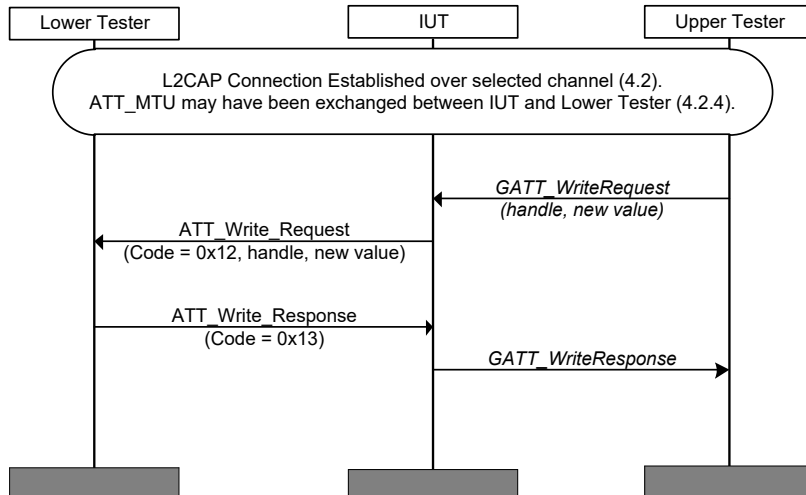 Lower Tester
IUT
Upper Tester
L2CAP Connection Established over selected channel (4.2).
ATT_MTU may have been exchanged between IUT and Lower Tester (4.2.4).
GATT_WriteRequest
(handle, new value)
ATT_Write_Request
(Code = 0x12, handle, new value)
ATT_Write_Response
(Code = 0x13)
GATT_WriteResponse